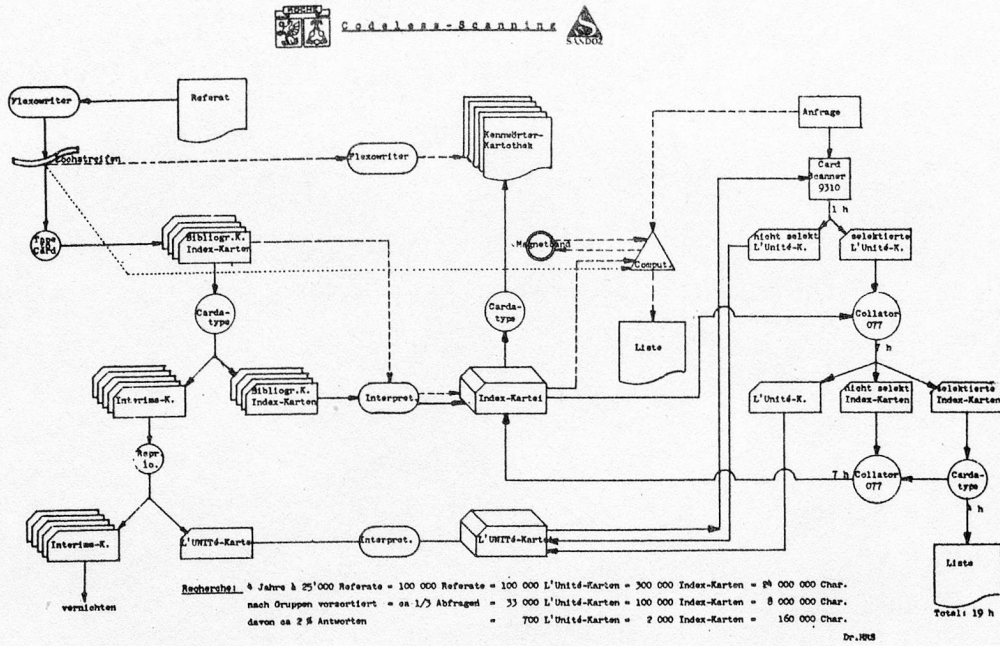 ROCHE
Codeless-Scanning
SANDOZ
Flexowriter
Referat
Lochstreifen
Flexowriter
Kennwörter-
Kartothek
Anfrage
Card
Scanner
9310
1 h
nicht selekt
L'Unité-K.
selektierte
L'Unité-K.
Type
Card
Bibliogr.K.
Index-Karten
Magnetband
Comput.
Carda-
type
Carda-
type
Liste
Collator
077
7 h
Interims-K.
Bibliogr.K.
Index-Karten
Interpret.
Index-Kartei
L'Unité-K.
nicht selekt
Index-Karten
selektierte
Index-Karten
Repr
io.
7 h
Collator
077
Carda-
type
4 h
Interims-K.
L'UNITé-Karte
Interpret.
L'UNITé-Kartei
Liste
vernichten
Total: 19 h
Recherche: 4 Jahre à 25'000 Referate = 100 000 Referate = 100 000 L'Unité-Karten = 300 000 Index-Karten = 24 000 000 Char.
nach Gruppen vorsortiert = ca 1/3 Abfragen = 33 000 L'Unité-Karten = 100 000 Index-Karten = 8 000 000 Char.
davon ca 2 % Antworten = 700 L'Unité-Karten = 2 000 Index-Karten = 160 000 Char.